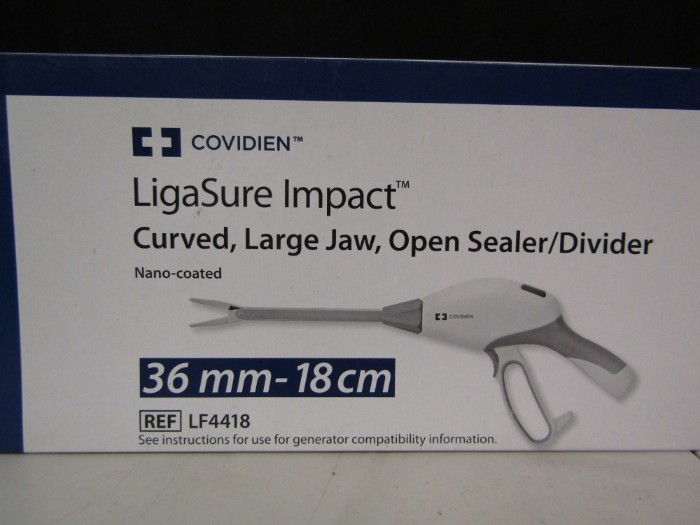 COVIDIEN™
LigaSure Impact™
Curved, Large Jaw, Open Sealer/Divider
Nano-coated
COVIDIEN
36 mm-18 cm
REF LF4418
See instructions for use for generator compatibility information.